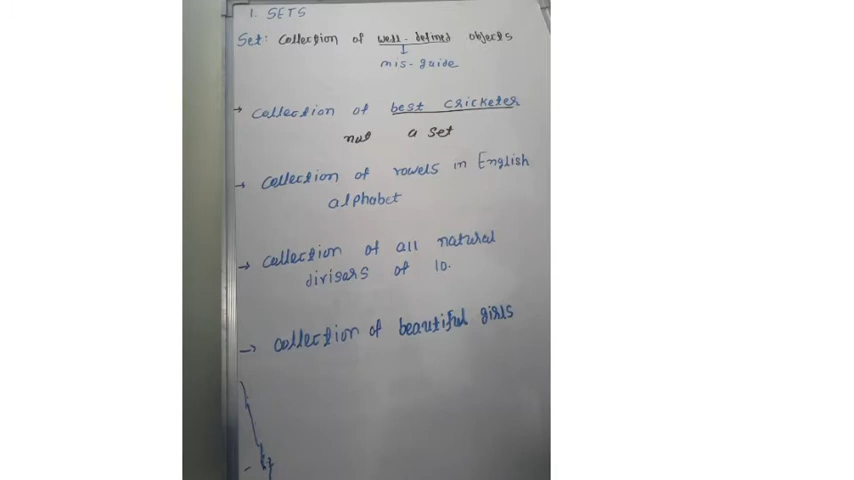 1. SETS
Set: Collection of well-defined objects
mis-guide
→ collection of best cricketer
not a set
→ collection of vowels in English
alphabet
→ collection of all natural
divisors of 10.
→ collection of beautiful girls